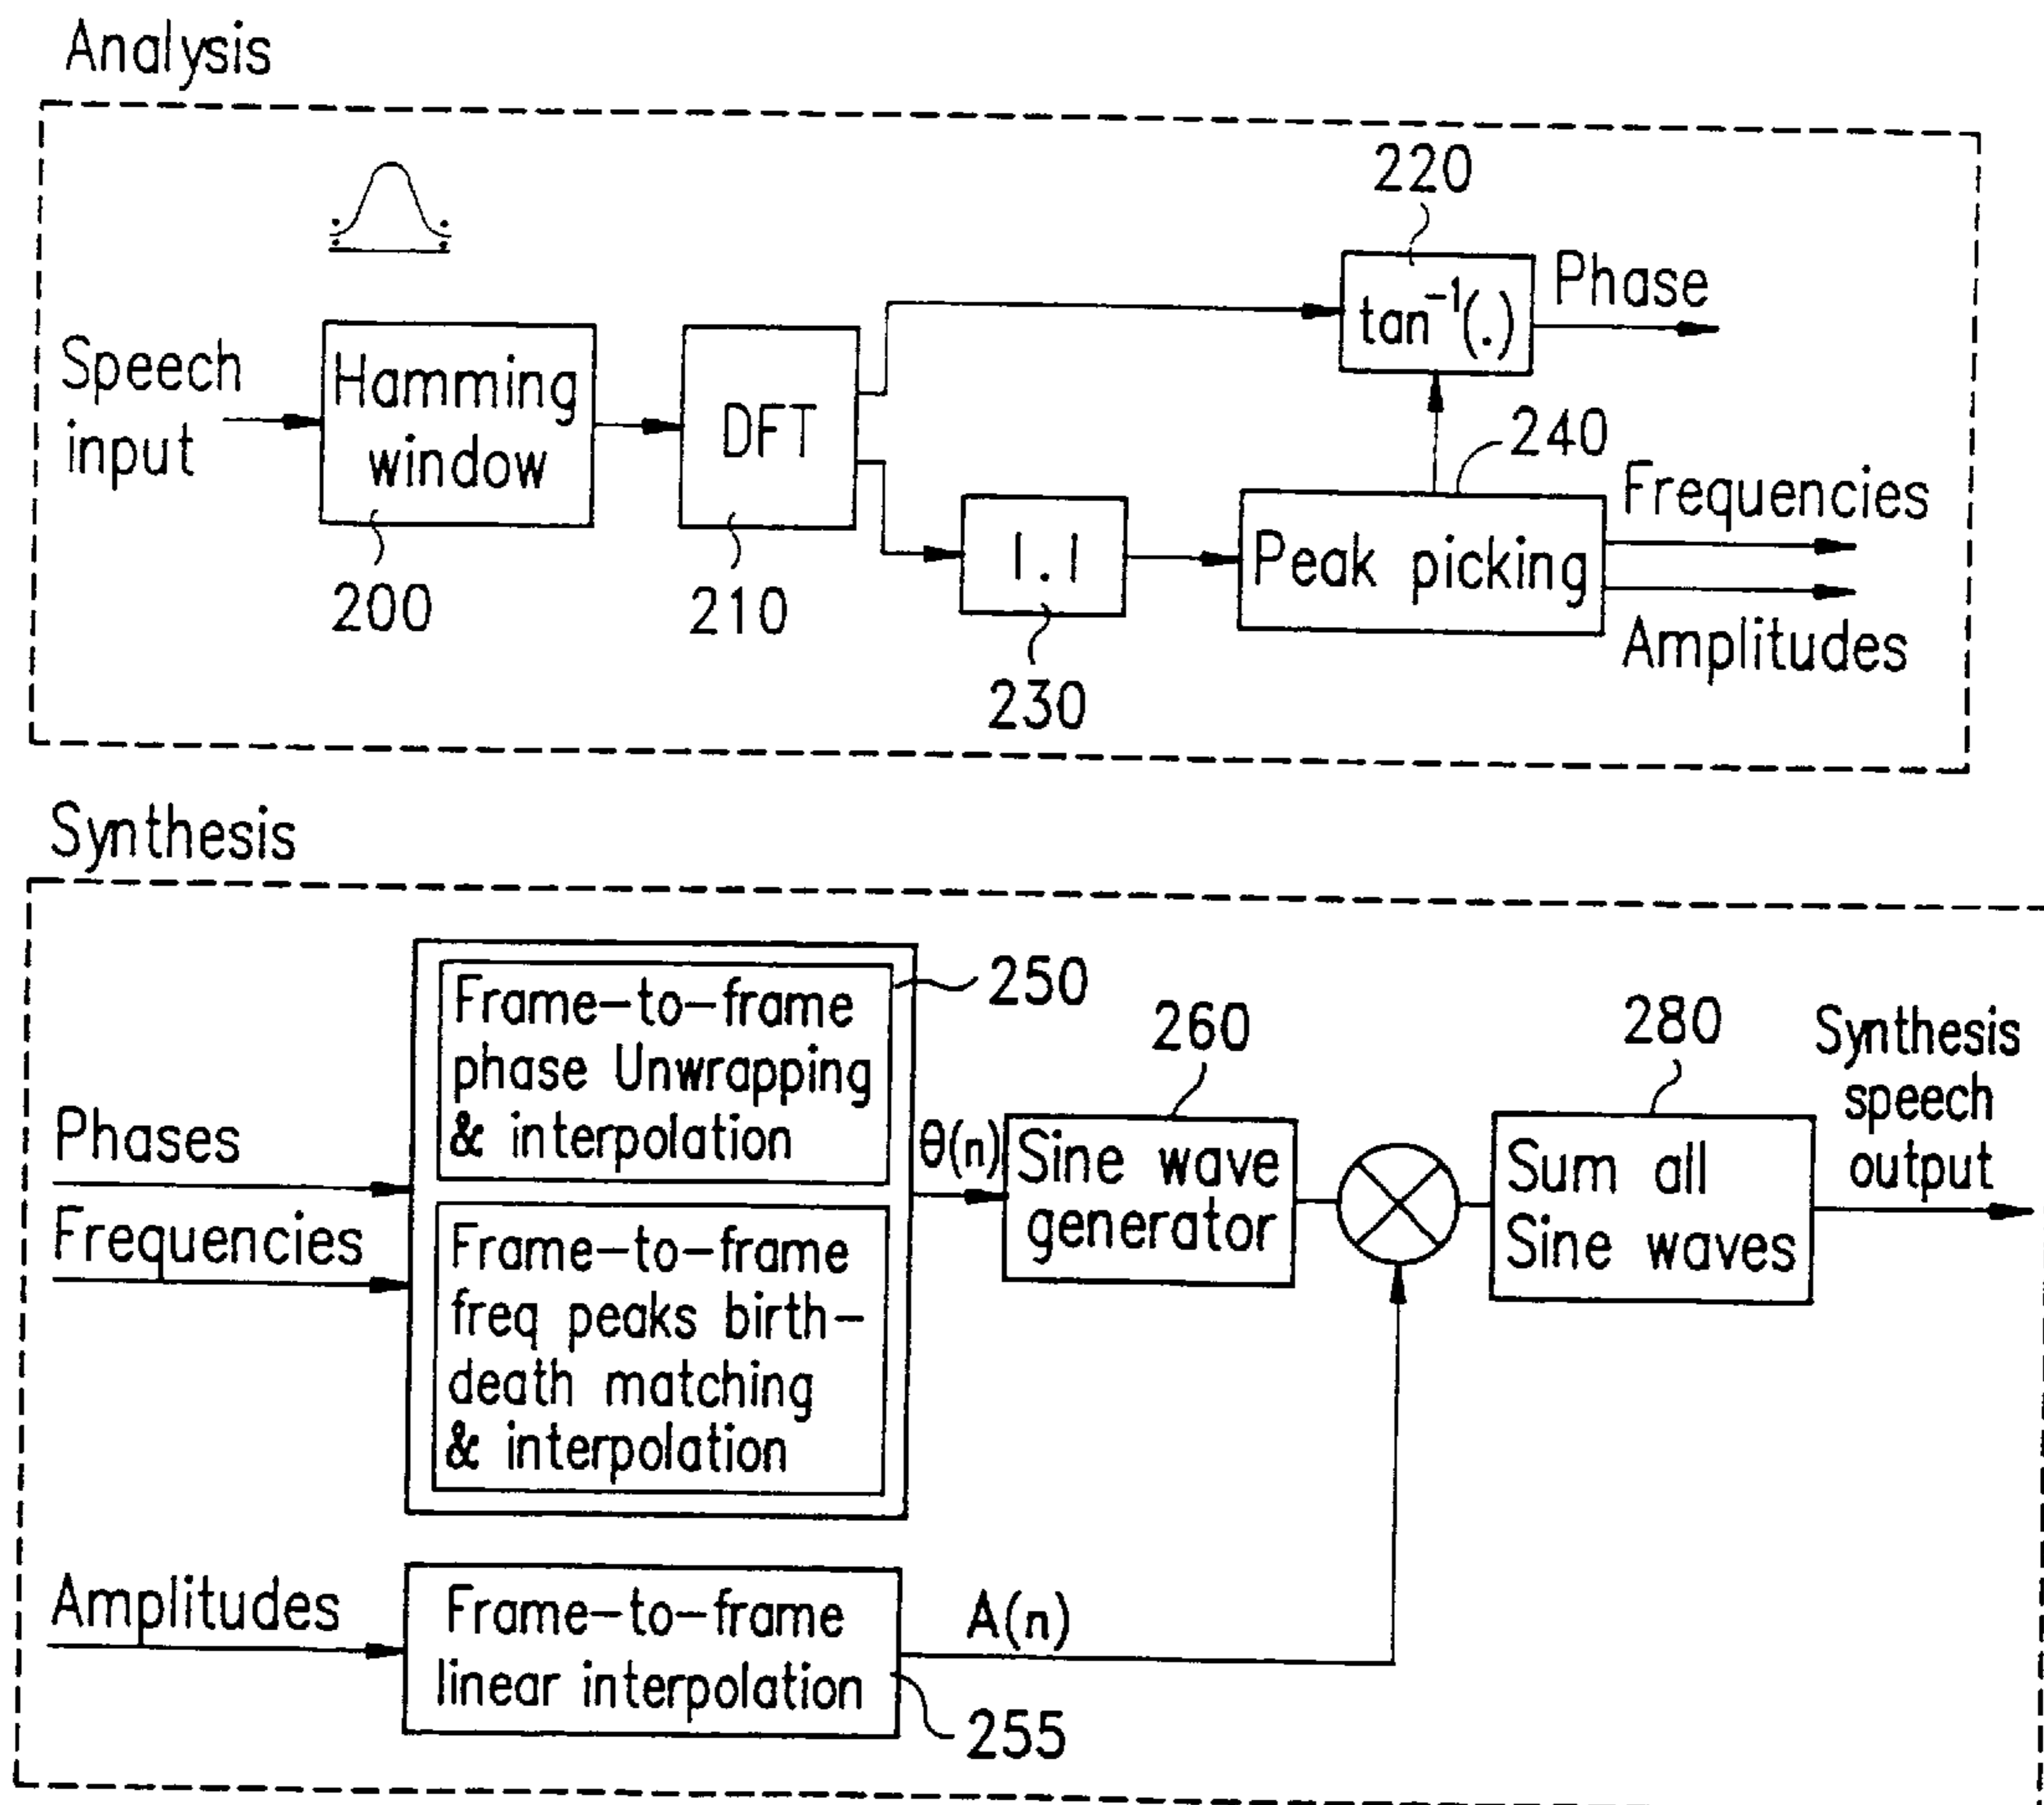 Analysis
220
tan⁻¹(.)
Phase
Speech
input
Hamming
window
DFT
240
Frequencies
|.|
Peak picking
200
210
230
Amplitudes
Synthesis
Frame-to-frame
phase Unwrapping
& interpolation
250
260
280
Synthesis
speech
output
Phases
θ(n)
Sine wave
generator
Sum all
Sine waves
Frequencies
Frame-to-frame
freq peaks birth-
death matching
& interpolation
Amplitudes
Frame-to-frame
linear interpolation
A(n)
255